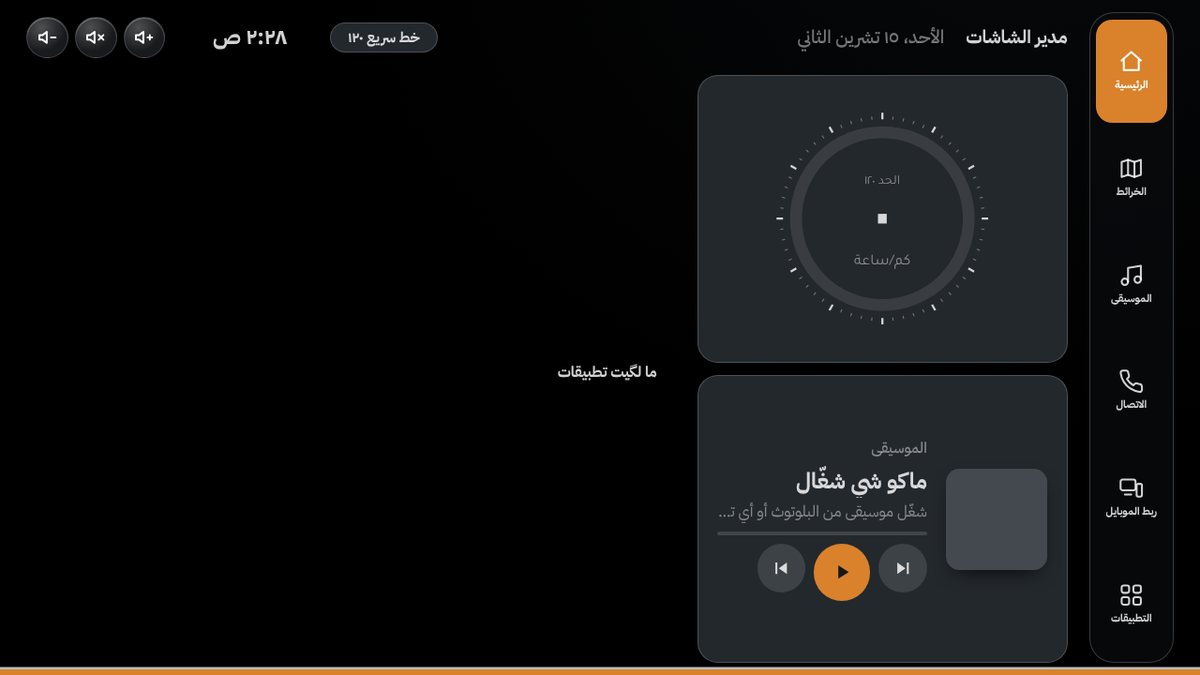 مدير الشاشات
الأحد، ١٥ تشرين الثاني
خط سريع ١٢٠
٢:٢٨ ص
الرئيسية
الخرائط
الموسيقى
الاتصال
ربط الموبايل
التطبيقات
الحد ١٢٠
كم/ساعة
الموسيقى
ماكو شي شغّال
شغّل موسيقى من البلوتوث أو أي ت...
ما لگيت تطبيقات